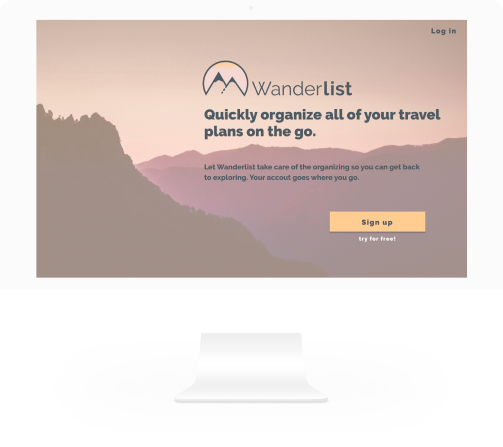 Log in
Wanderlist
Quickly organize all of your travel
plans on the go.
Let Wanderlist take care of the organizing so you can get back
to exploring. Your accout goes where you go.
Sign up
try for free!